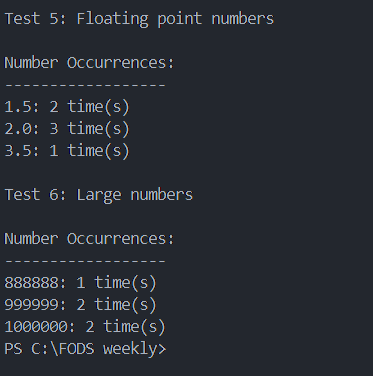 Test 5: Floating point numbers
Number Occurrences:
------------------
1.5: 2 time(s)
2.0: 3 time(s)
3.5: 1 time(s)
Test 6: Large numbers
Number Occurrences:
------------------
888888: 1 time(s)
999999: 2 time(s)
1000000: 2 time(s)
PS C:\FODS weekly>